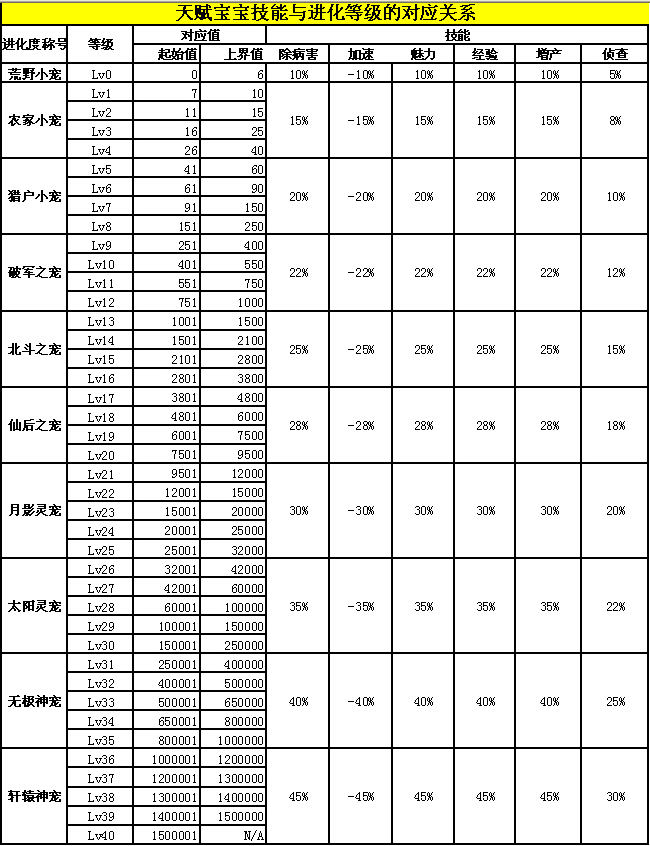 天赋宝宝技能与进化等级的对应关系
进化度称号 等级 对应值 技能
起始值 上界值 除病害 加速 魅力 经验 增产 侦查
荒野小宠 Lv0 0 6 10% -10% 10% 10% 10% 5%
农家小宠 Lv1 7 10 15% -15% 15% 15% 15% 8%
Lv2 11 15
Lv3 16 25
Lv4 26 40
猎户小宠 Lv5 41 60 20% -20% 20% 20% 20% 10%
Lv6 61 90
Lv7 91 150
Lv8 151 250
破军之宠 Lv9 251 400 22% -22% 22% 22% 22% 12%
Lv10 401 550
Lv11 551 750
Lv12 751 1000
北斗之宠 Lv13 1001 1500 25% -25% 25% 25% 25% 15%
Lv14 1501 2100
Lv15 2101 2800
Lv16 2801 3800
仙后之宠 Lv17 3801 4800 28% -28% 28% 28% 28% 18%
Lv18 4801 6000
Lv19 6001 7500
Lv20 7501 9500
月影灵宠 Lv21 9501 12000 30% -30% 30% 30% 30% 20%
Lv22 12001 15000
Lv23 15001 20000
Lv24 20001 25000
Lv25 25001 32000
太阳灵宠 Lv26 32001 42000 35% -35% 35% 35% 35% 22%
Lv27 42001 60000
Lv28 60001 100000
Lv29 100001 150000
Lv30 150001 250000
无极神宠 Lv31 250001 400000 40% -40% 40% 40% 40% 25%
Lv32 400001 500000
Lv33 500001 650000
Lv34 650001 800000
Lv35 800001 1000000
轩辕神宠 Lv36 1000001 1200000 45% -45% 45% 45% 45% 30%
Lv37 1200001 1300000
Lv38 1300001 1400000
Lv39 1400001 1500000
Lv40 1500001 N/A